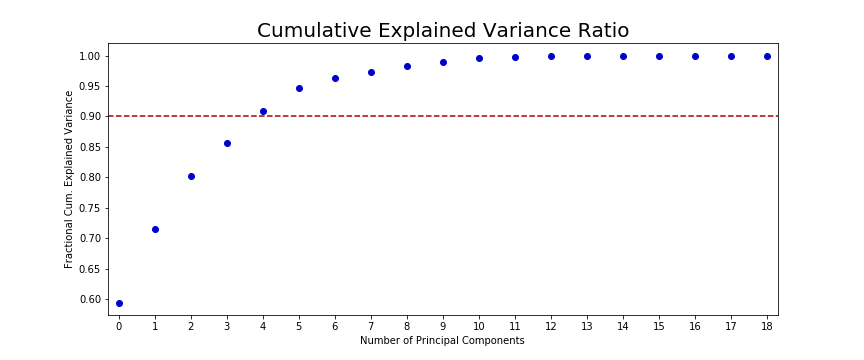 Cumulative Explained Variance Ratio
Fractional Cum. Explained Variance
1.00
0.95
0.90
0.85
0.80
0.75
0.70
0.65
0.60
0 1 2 3 4 5 6 7 8 9 10 11 12 13 14 15 16 17 18
Number of Principal Components